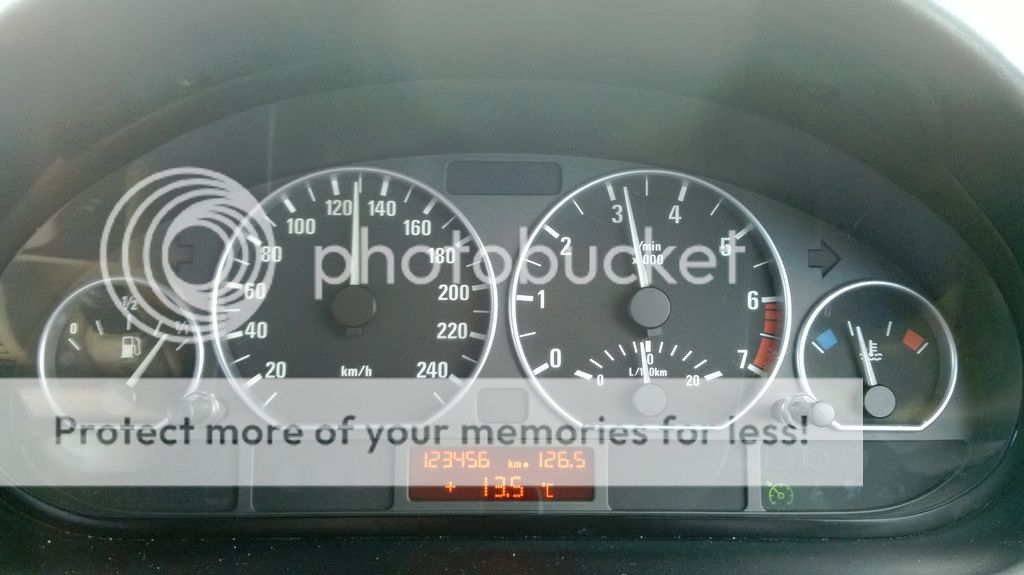 120 140
100 160
80 180
60 200
40 220
20 240
km/h
0 1/2 1/1
3 4
2 5
1 6
0 7
1/min
x1000
0 10 20
L/100km
photobucket
Protect more of your memories for less!
123456 km 126.5
+ 13.5 °C